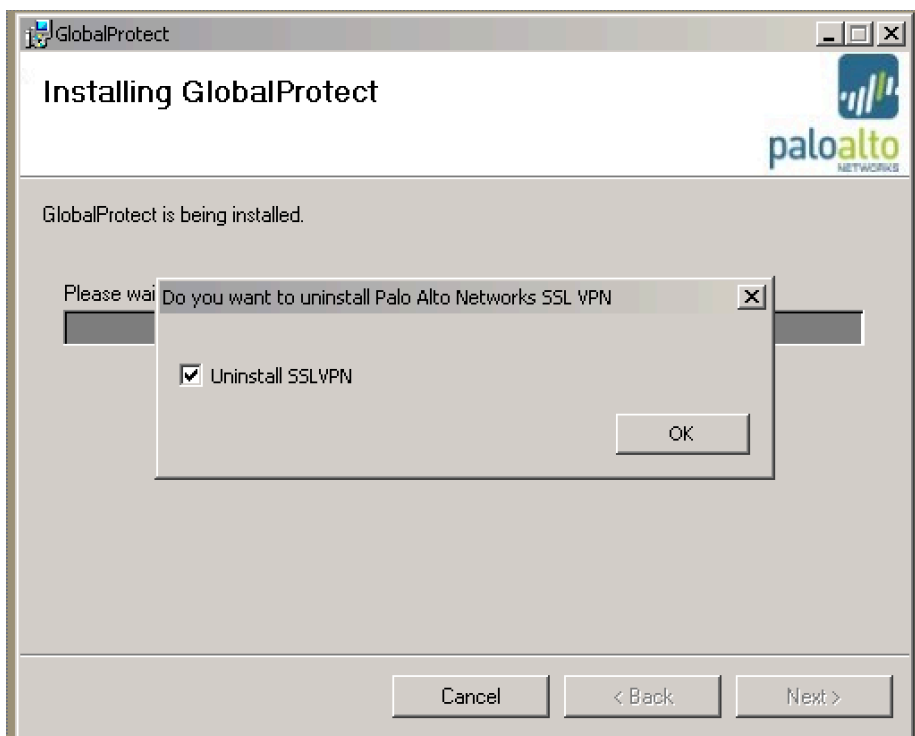 GlobalProtect
Installing GlobalProtect
paloalto
NETWORKS
GlobalProtect is being installed.
Please wai
Do you want to uninstall Palo Alto Networks SSL VPN
Uninstall SSLVPN
OK
Cancel
< Back
Next >